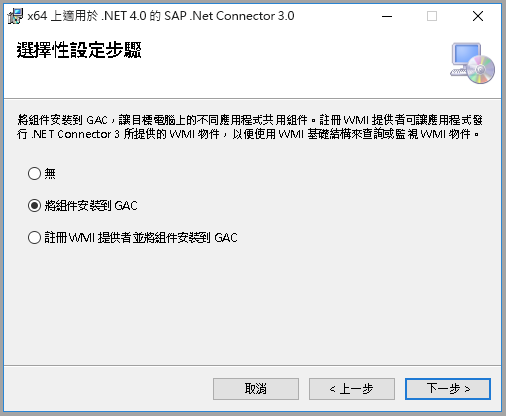 x64 上適用於 .NET 4.0 的 SAP .Net Connector 3.0
選擇性設定步驟
將組件安裝到 GAC，讓目標電腦上的不同應用程式共用組件。註冊 WMI 提供者可讓應用程式發
行 .NET Connector 3 所提供的 WMI 物件，以便使用 WMI 基礎結構來查詢或監視 WMI 物件。
無
將組件安裝到 GAC
註冊 WMI 提供者並將組件安裝到 GAC
取消
< 上一步
下一步 >